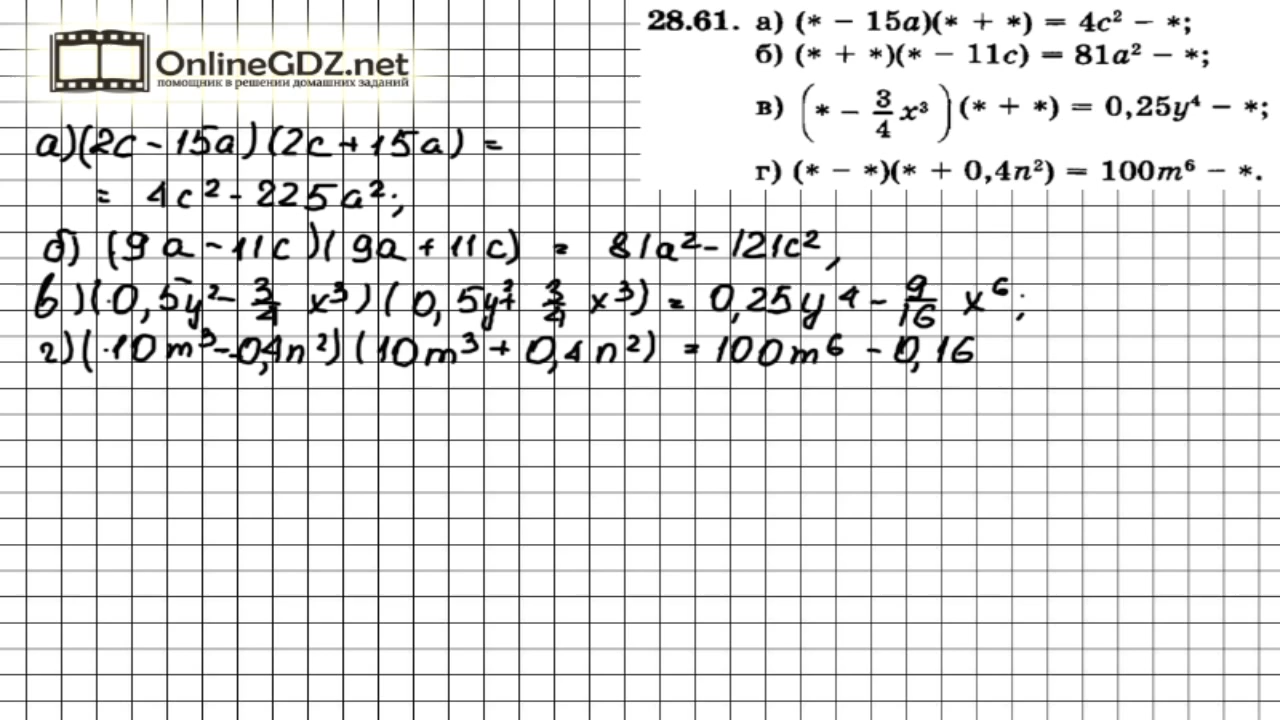 OnlineGDZ.net
помощник в решении домашних заданий
28.61. а) (* − 15a)(* + *) = 4c² − *;
б) (* + *)(* − 11c) = 81a² − *;
в) (* − 3/4 x³)(* + *) = 0,25y⁴ − *;
г) (* − *)(* + 0,4n²) = 100m⁶ − *.
а)(2c − 15a)(2c + 15a) =
= 4c² − 225a²;
б) (9a − 11c)(9a + 11c) = 81a² − 121c²,
в)(0,5y² − 3/4 x³)(0,5y² + 3/4 x³) = 0,25y⁴ − 9/16 x⁶;
г)(10m³ − 0,4n²)(10m³ + 0,4n²) = 100m⁶ − 0,16